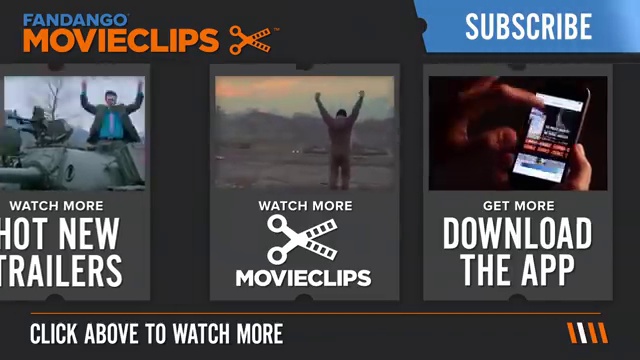 FANDANGO
MOVIECLIPS
SUBSCRIBE
WATCH MORE
HOT NEW
TRAILERS
WATCH MORE
MOVIECLIPS
GET MORE
DOWNLOAD
THE APP
CLICK ABOVE TO WATCH MORE